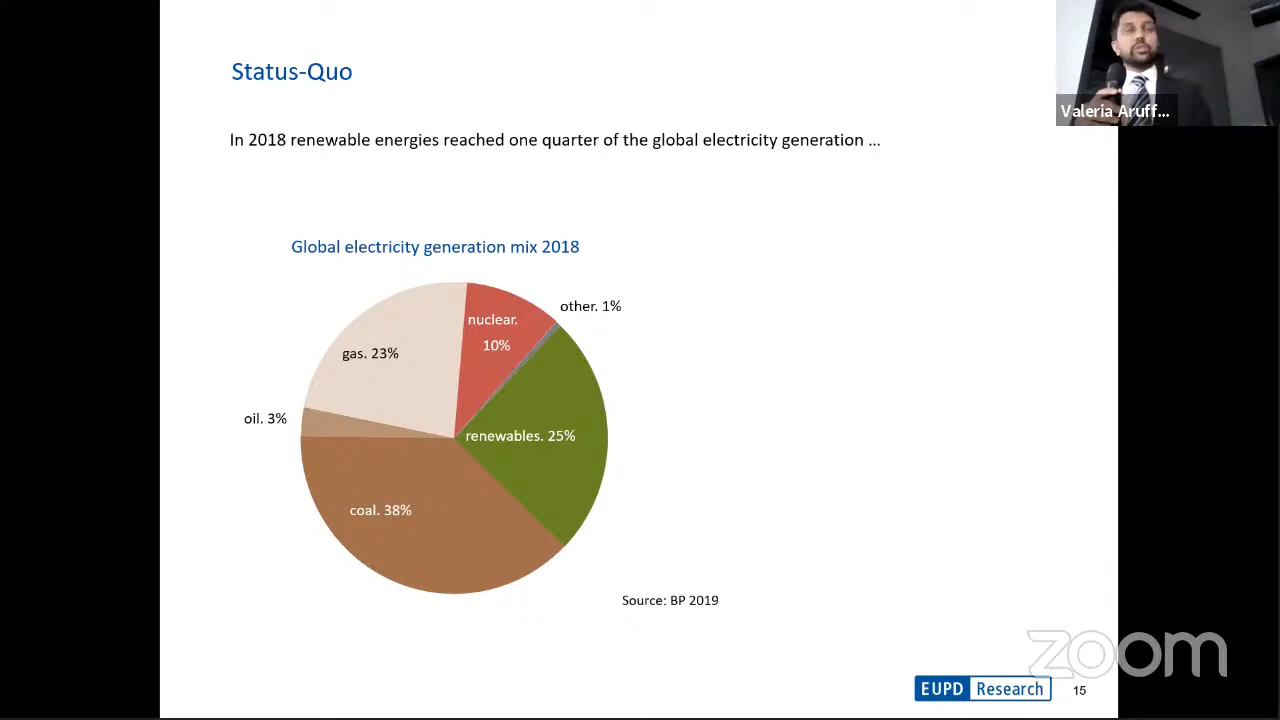 Status-Quo
Valeria Aruff...
In 2018 renewable energies reached one quarter of the global electricity generation ...
Global electricity generation mix 2018
other. 1%
nuclear.
10%
gas. 23%
oil. 3%
renewables. 25%
coal. 38%
Source: BP 2019
zoom
EUPD Research
15